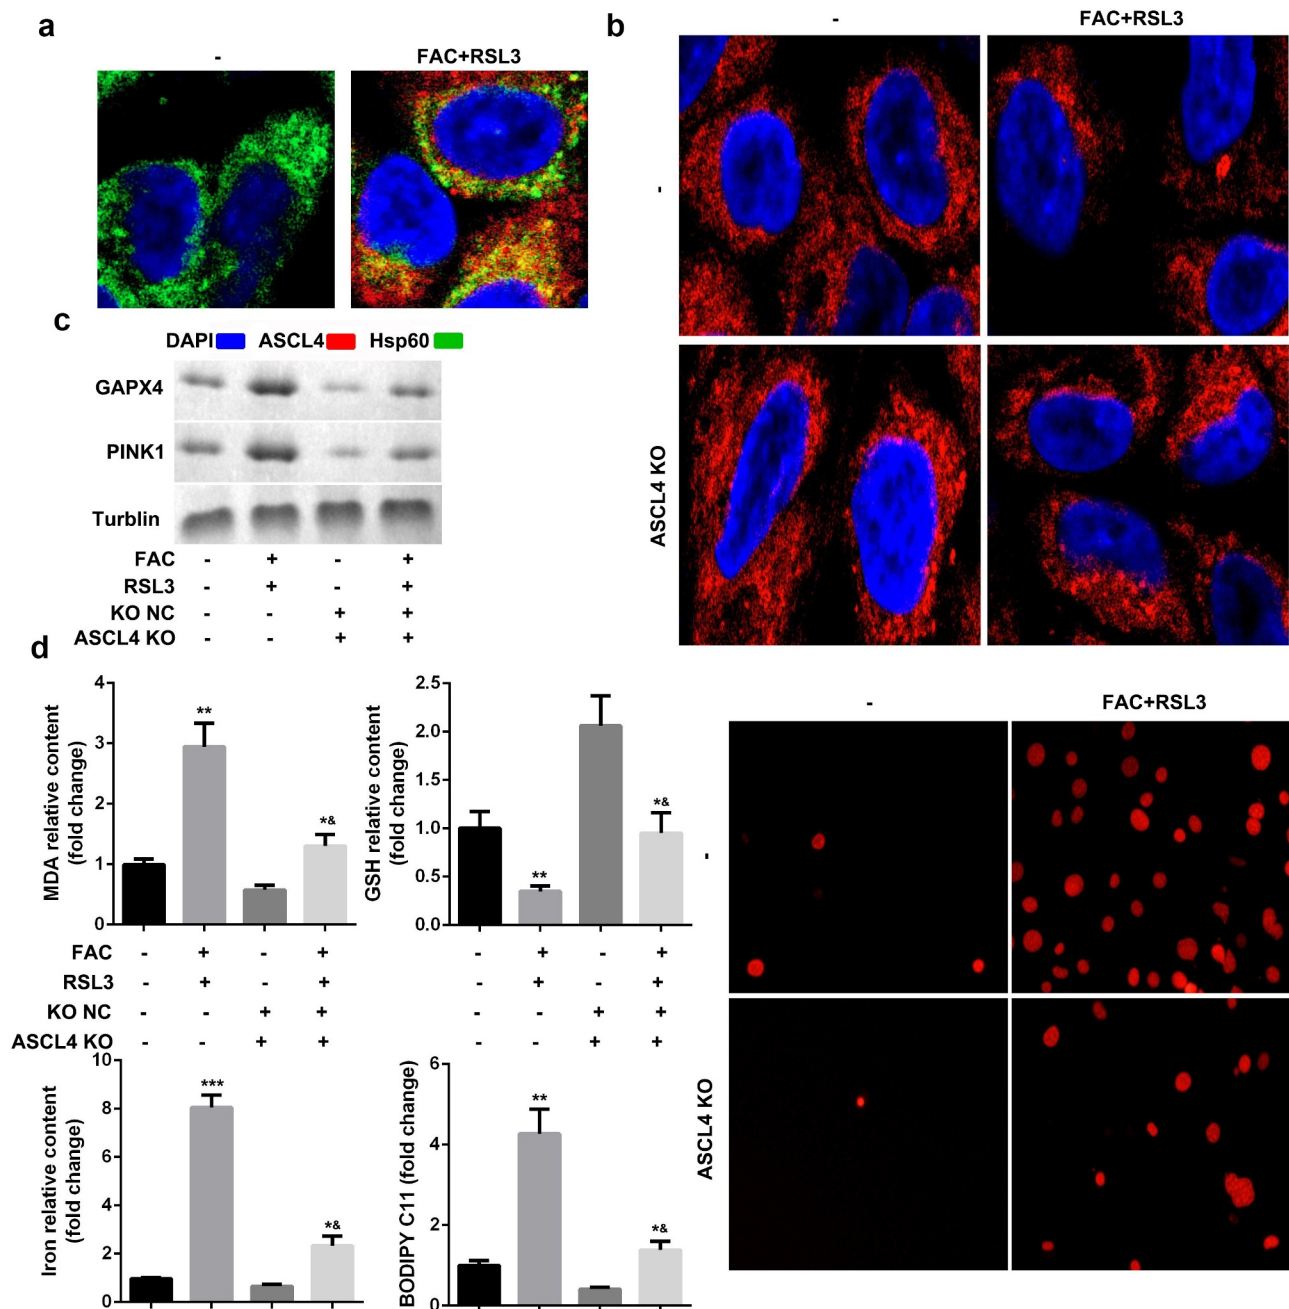 a
-
FAC+RSL3
b
-
FAC+RSL3
-
ASCL4 KO
c
DAPI ASCL4 Hsp60
GAPX4
PINK1
Turblin
FAC - + - +
RSL3 - + - +
KO NC - - + +
ASCL4 KO - - + +
d
MDA relative content
(fold change)
4
3
2
1
0
**
*&
GSH relative content
(fold change)
2.5
2.0
1.5
1.0
0.5
0.0
**
*&
FAC - + - + - + - +
RSL3 - + - + - + - +
KO NC - - + + - - + +
ASCL4 KO - - + + - - + +
Iron relative content
(fold change)
10
8
6
4
2
0
***
*&
BODIPY C11 (fold change)
6
4
2
0
**
*&
-
FAC+RSL3
-
ASCL4 KO